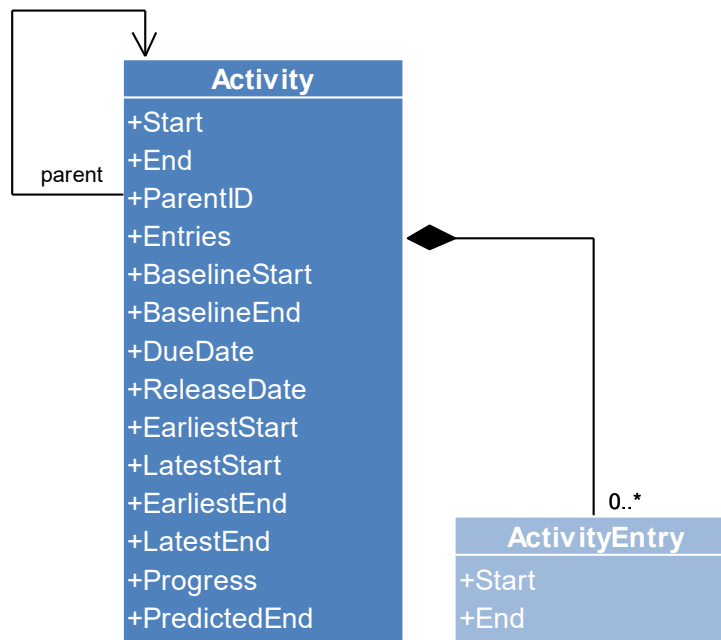 Activity
+Start
+End
parent
+ParentID
+Entries
+BaselineStart
+BaselineEnd
+DueDate
+ReleaseDate
+EarliestStart
+LatestStart
+EarliestEnd
+LatestEnd
+Progress
+PredictedEnd
0..*
ActivityEntry
+Start
+End